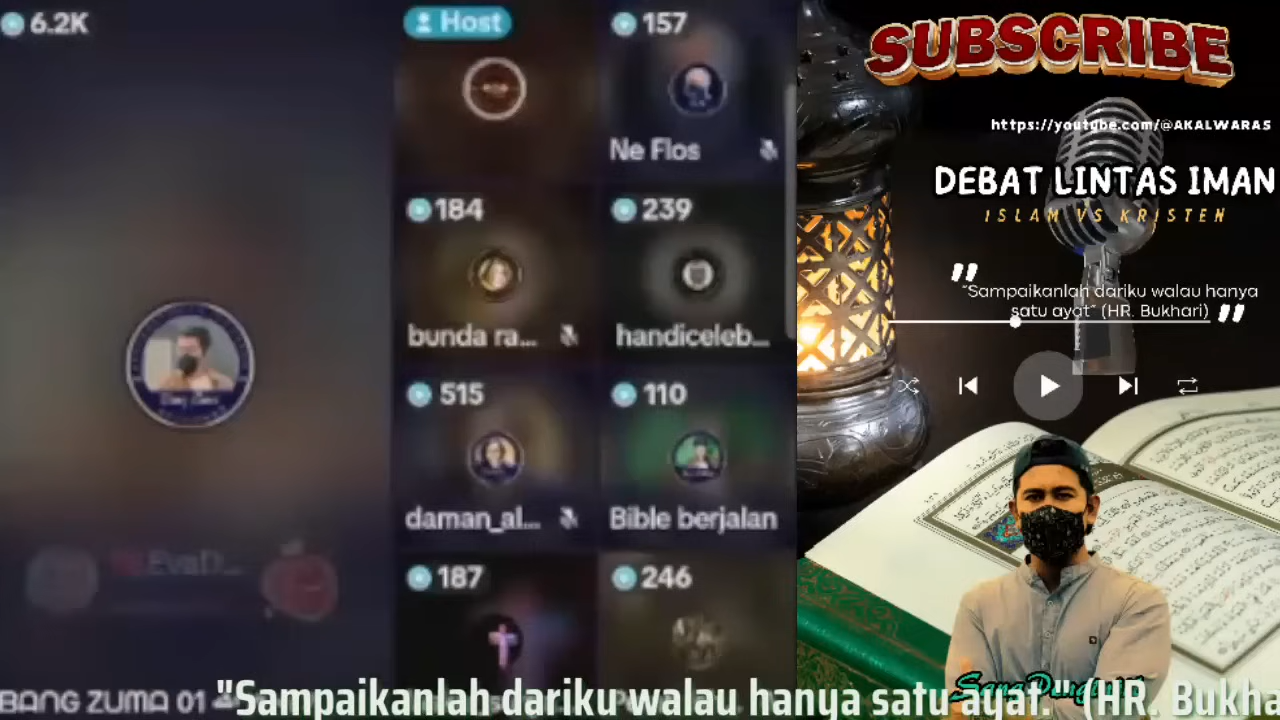 6.2K
Host
157
Ne Flos
184
239
bunda ra...
handiceleb...
515
110
daman_al...
Bible berjalan
187
246
BANG ZUMA 01
SUBSCRIBE
https://youtube.com/@AKALWARAS
DEBAT LINTAS IMAN
ISLAM VS KRISTEN
"Sampaikanlah dariku walau hanya
satu ayat" (HR. Bukhari)
"Sampaikanlah dariku walau hanya satu ayat." (HR. Bukha